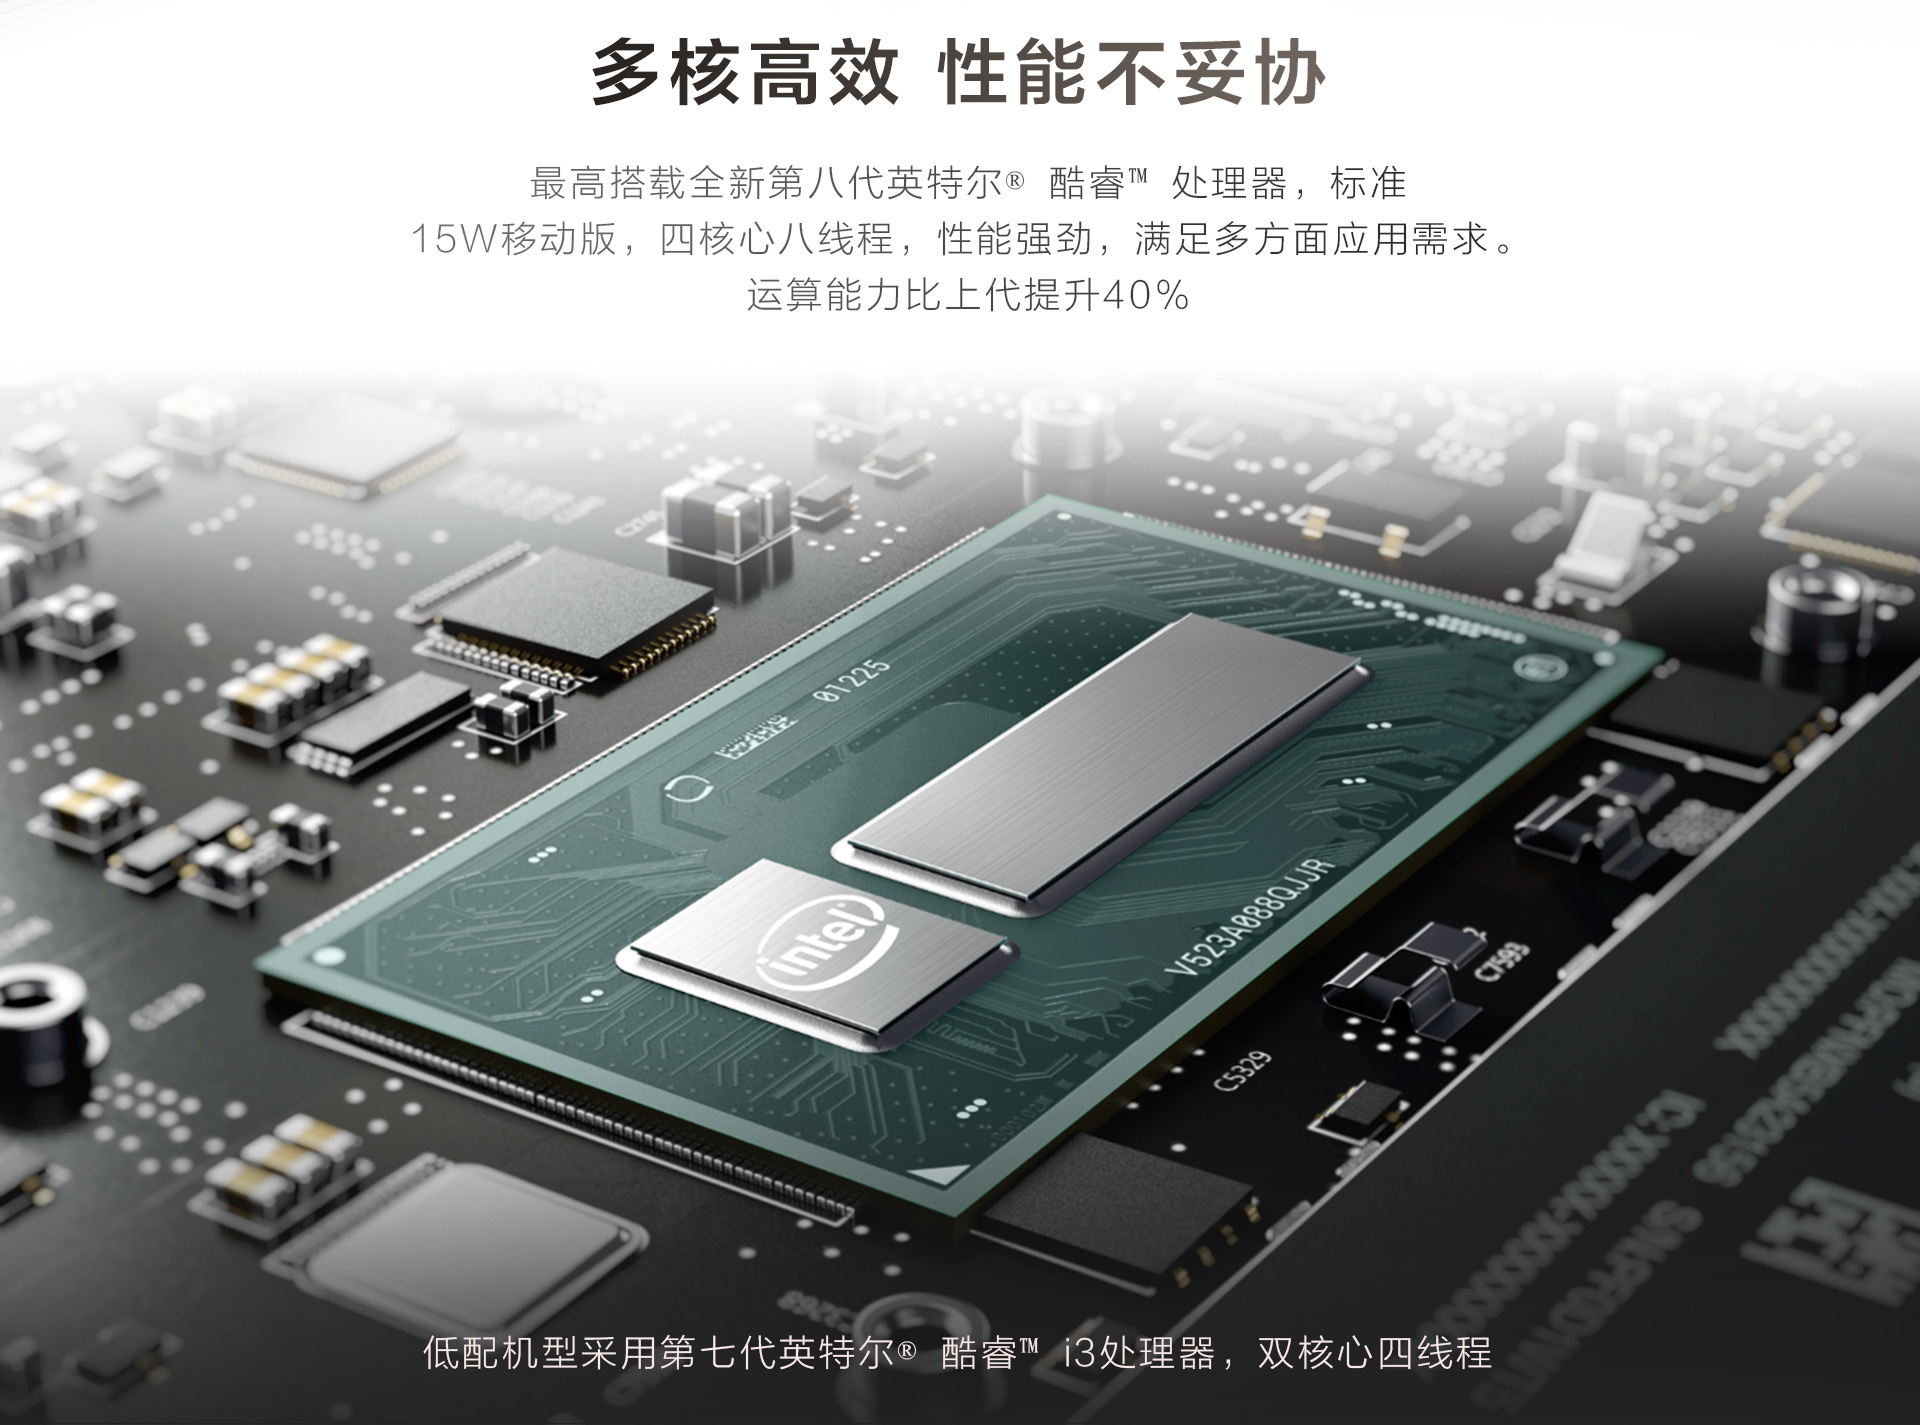 多核高效 性能不妥协
最高搭载全新第八代英特尔® 酷睿™ 处理器，标准
15W移动版，四核心八线程，性能强劲，满足多方面应用需求。
运算能力比上代提升40%
01225
intel
V523A088QJJR
C7593
C5329
低配机型采用第七代英特尔® 酷睿™ i3处理器，双核心四线程